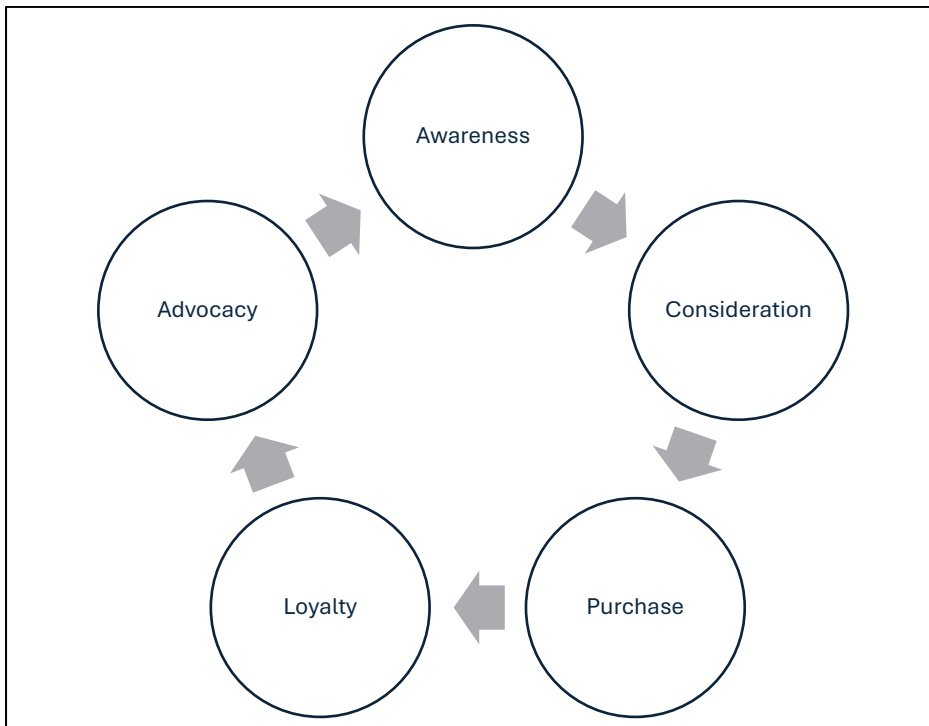 Awareness
Consideration
Purchase
Loyalty
Advocacy